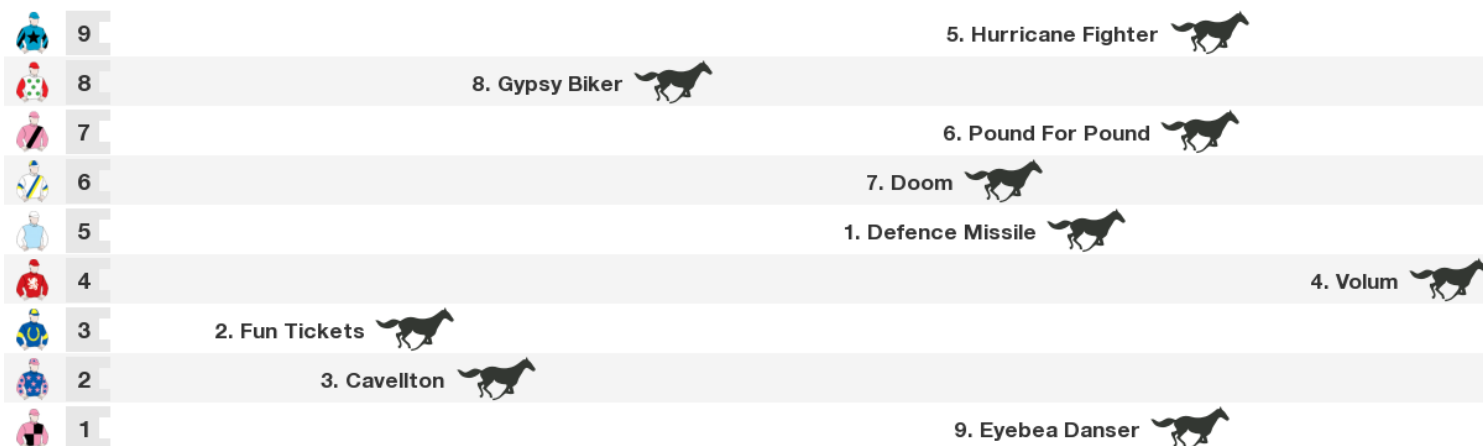 9 5. Hurricane Fighter
8 8. Gypsy Biker
7 6. Pound For Pound
6 7. Doom
5 1. Defence Missile
4 4. Volum
3 2. Fun Tickets
2 3. Cavellton
1 9. Eyebea Danser